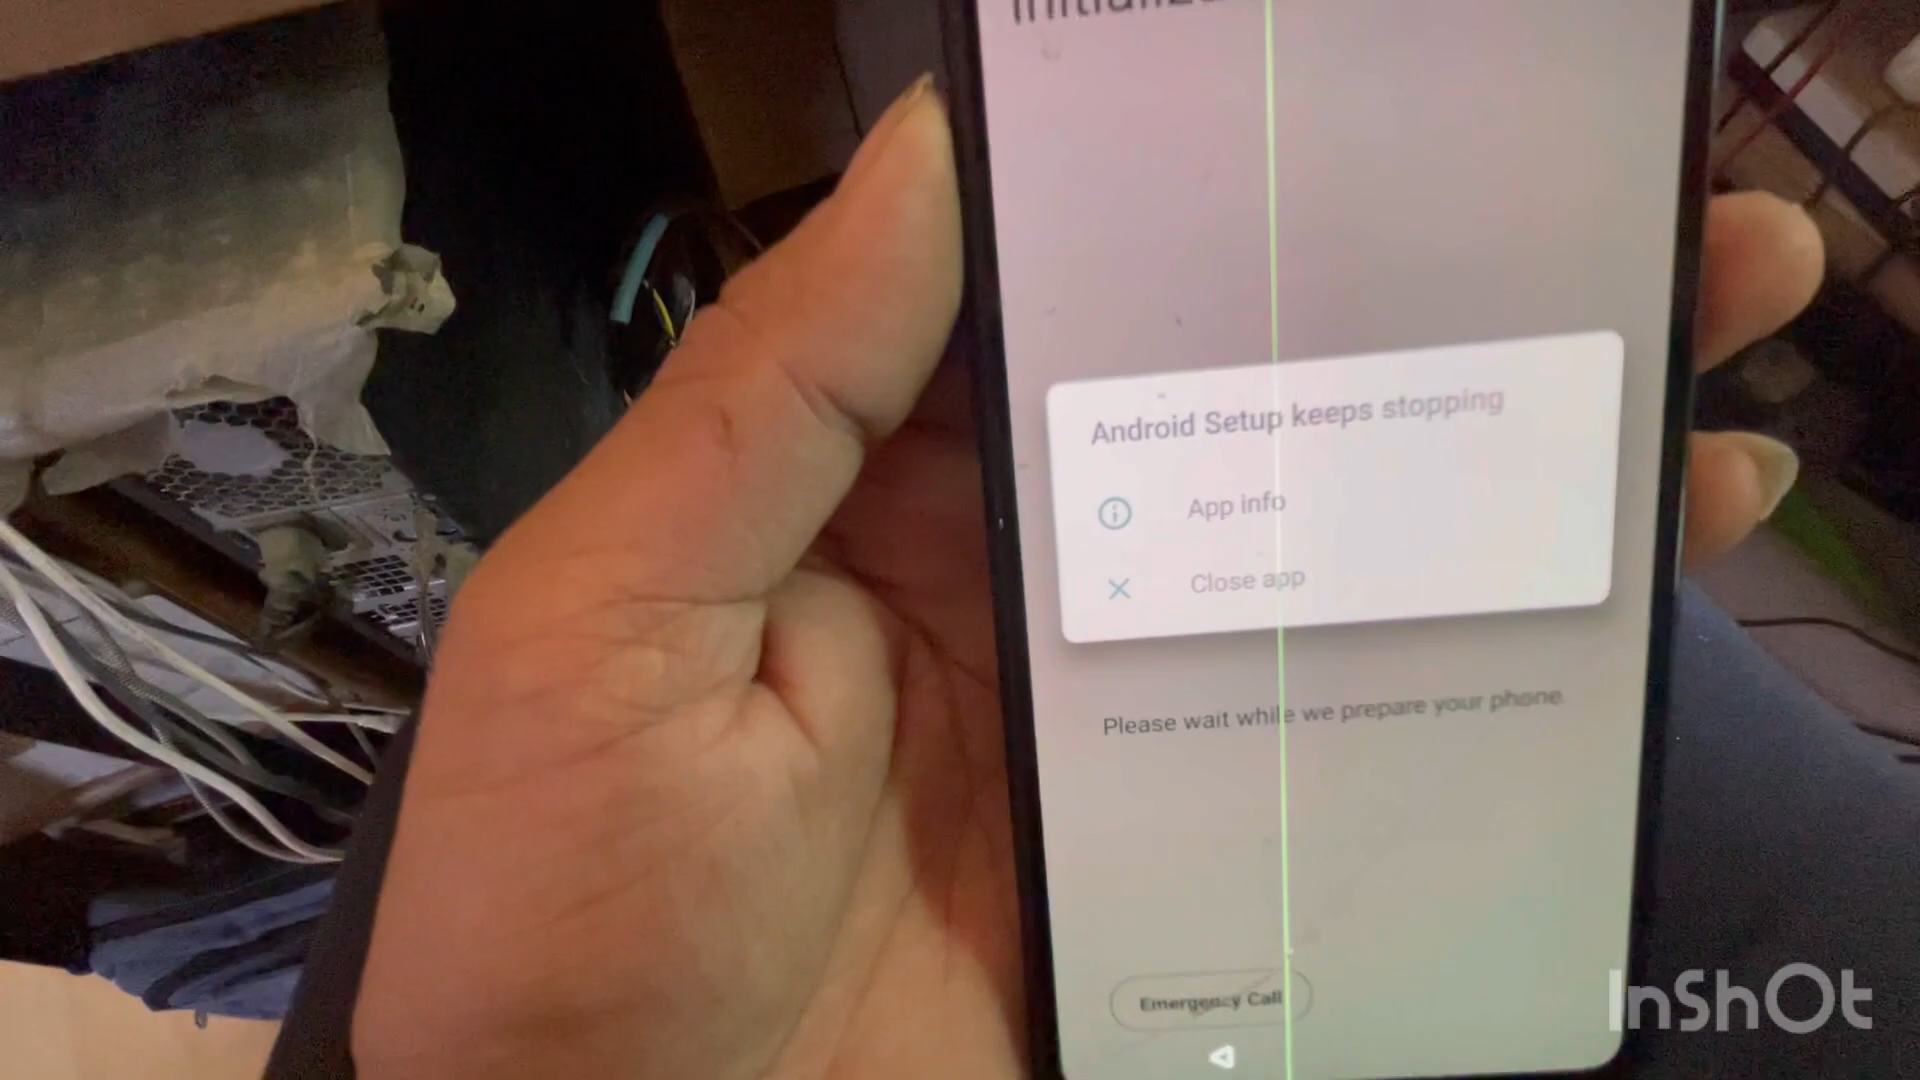 Android Setup keeps stopping
App info
Close app
Please wait while we prepare your phone
Emergency Call
InShOt